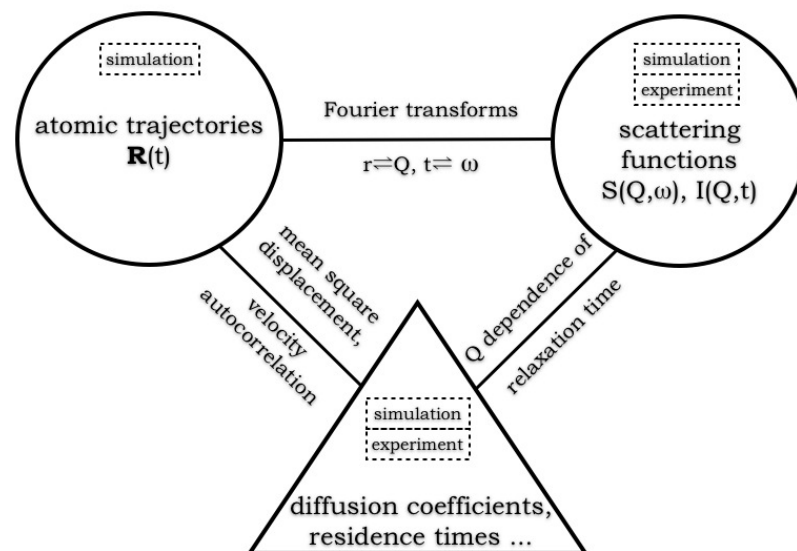 simulation
atomic trajectories
R(t)
Fourier transforms
r⇌Q, t⇌ ω
simulation
experiment
scattering
functions
S(Q,ω), I(Q,t)
mean square
displacement,
velocity
autocorrelation
Q dependence of
relaxation time
simulation
experiment
diffusion coefficients,
residence times ...